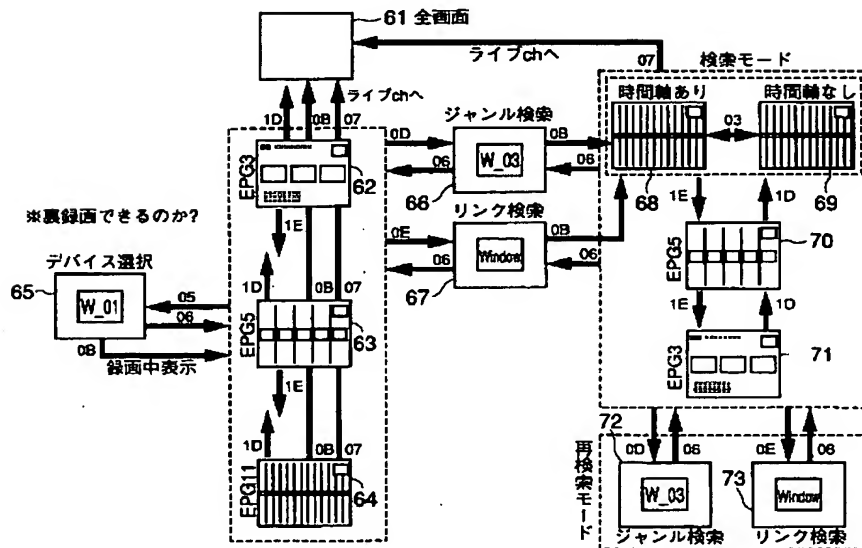 61 全画面
ライブchへ
07
検索モード
時間軸あり
時間軸なし
03
68
69
1D
0B
07
ライブchへ
EPG3
62
0D
06
ジャンル検索
W_03
66
0B
06
0E
06
リンク検索
Window
67
0B
06
※裏録画できるのか?
デバイス選択
65
W_01
05
06
0B
録画中表示
1E
1D
0B
07
EPG5
63
1E
1D
0B
07
EPG11
64
1E
1D
EPG5
70
1E
1D
EPG3
71
再検索モード
72
0D
06
W_03
ジャンル検索
0E
06
73
Window
リンク検索